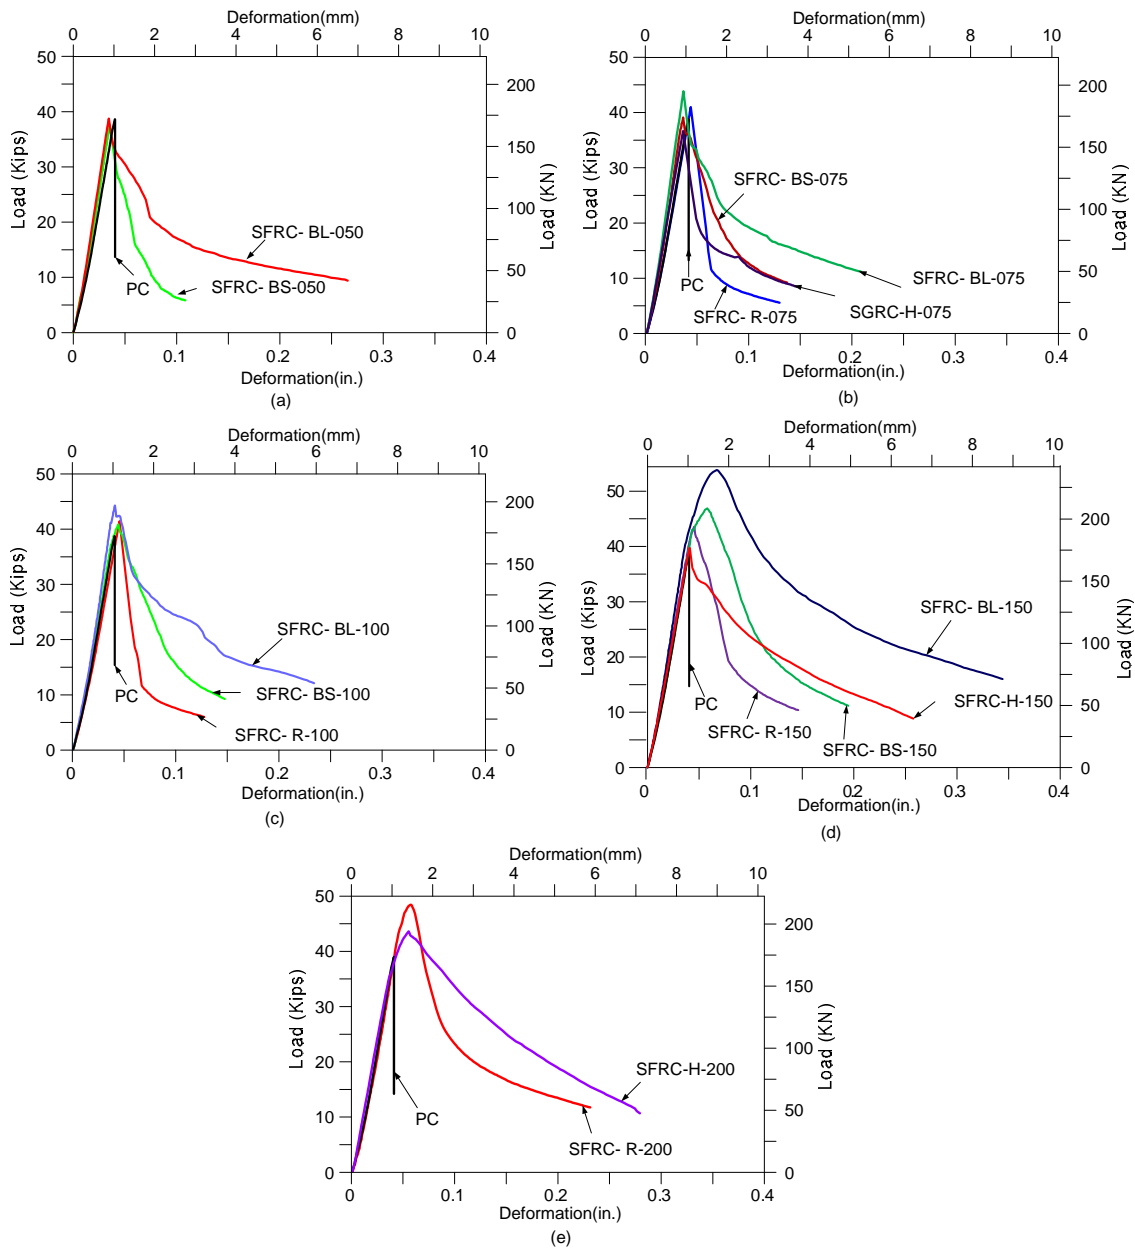 Deformation(mm)
0 2 4 6 8 10
50
40
30
20
10
0
Load (Kips)
200
150
100
50
0
Load (KN)
SFRC- BL-050
PC
SFRC- BS-050
0 0.1 0.2 0.3 0.4
Deformation(in.)
(a)
Deformation(mm)
0 2 4 6 8 10
50
40
30
20
10
0
Load (Kips)
200
150
100
50
0
Load (KN)
SFRC- BS-075
SFRC- BL-075
PC
SGRC-H-075
SFRC- R-075
0 0.1 0.2 0.3 0.4
Deformation(in.)
(b)
Deformation(mm)
0 2 4 6 8 10
50
40
30
20
10
0
Load (Kips)
200
150
100
50
0
Load (KN)
SFRC- BL-100
PC
SFRC- BS-100
SFRC- R-100
0 0.1 0.2 0.3 0.4
Deformation(in.)
(c)
Deformation(mm)
0 2 4 6 8 10
50
40
30
20
10
0
Load (Kips)
200
150
100
50
0
Load (KN)
SFRC- BL-150
SFRC-H-150
PC
SFRC- R-150
SFRC- BS-150
0 0.1 0.2 0.3 0.4
Deformation(in.)
(d)
Deformation(mm)
0 2 4 6 8 10
50
40
30
20
10
0
Load (Kips)
200
150
100
50
0
Load (KN)
SFRC-H-200
PC
SFRC- R-200
0 0.1 0.2 0.3 0.4
Deformation(in.)
(e)